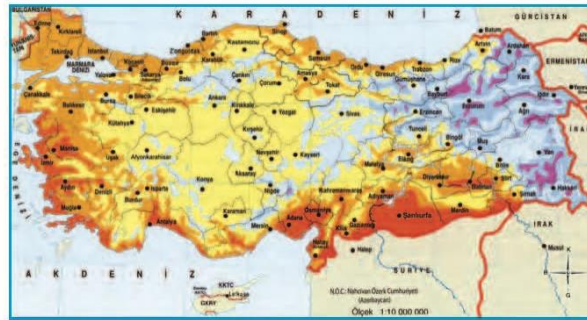 BULGARİSTAN
K A R A D E N İ Z
GÜRCİSTAN
ERMENİSTAN
Edirne
Kırklareli
Tekirdağ
İstanbul
MARMARA DENİZİ
Yalova
Kocaeli
Sakarya
Bolu
Zonguldak
Bartın
Karabük
Kastamonu
Sinop
Samsun
Ordu
Giresun
Trabzon
Rize
Artvin
Batum
Ardahan
Kars
Iğdır
Ağrı
Erzurum
Bayburt
Gümüşhane
Erzincan
Tunceli
Bingöl
Muş
Van
Bitlis
Siirt
Hakkari
Şırnak
Batman
Mardin
Diyarbakır
Elazığ
Malatya
Adıyaman
Şanlıurfa
Gaziantep
Kilis
Kahramanmaraş
Osmaniye
Hatay
Adana
Mersin
Niğde
Kayseri
Nevşehir
Aksaray
Kırşehir
Yozgat
Sivas
Tokat
Amasya
Çorum
Çankırı
Kırıkkale
Ankara
Eskişehir
Bilecik
Bursa
Balıkesir
Çanakkale
Kütahya
Afyonkarahisar
Uşak
Manisa
İzmir
Aydın
Denizli
Muğla
Burdur
Isparta
Antalya
Konya
Karaman
EGE DENİZİ
A K D E N İ Z
KKTC
Lefkoşa
GKRY
Halep
SURİYE
IRAK
Musul
K
G
N.Ö.C.: Nahcivan Özerk Cumhuriyeti
(Azerbaycan)
Ölçek 1:10 000 000